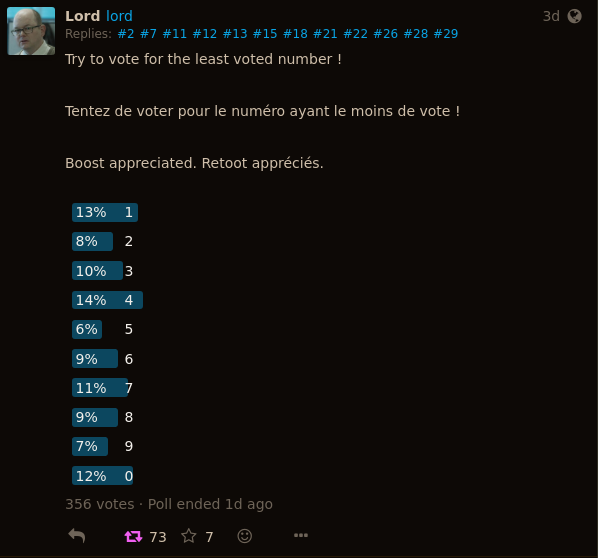 Lord lord 3d
Replies: #2 #7 #11 #12 #13 #15 #18 #21 #22 #26 #28 #29
Try to vote for the least voted number !
Tentez de voter pour le numéro ayant le moins de vote !
Boost appreciated. Retoot appréciés.
13% 1
8% 2
10% 3
14% 4
6% 5
9% 6
11% 7
9% 8
7% 9
12% 0
356 votes · Poll ended 1d ago
73 7